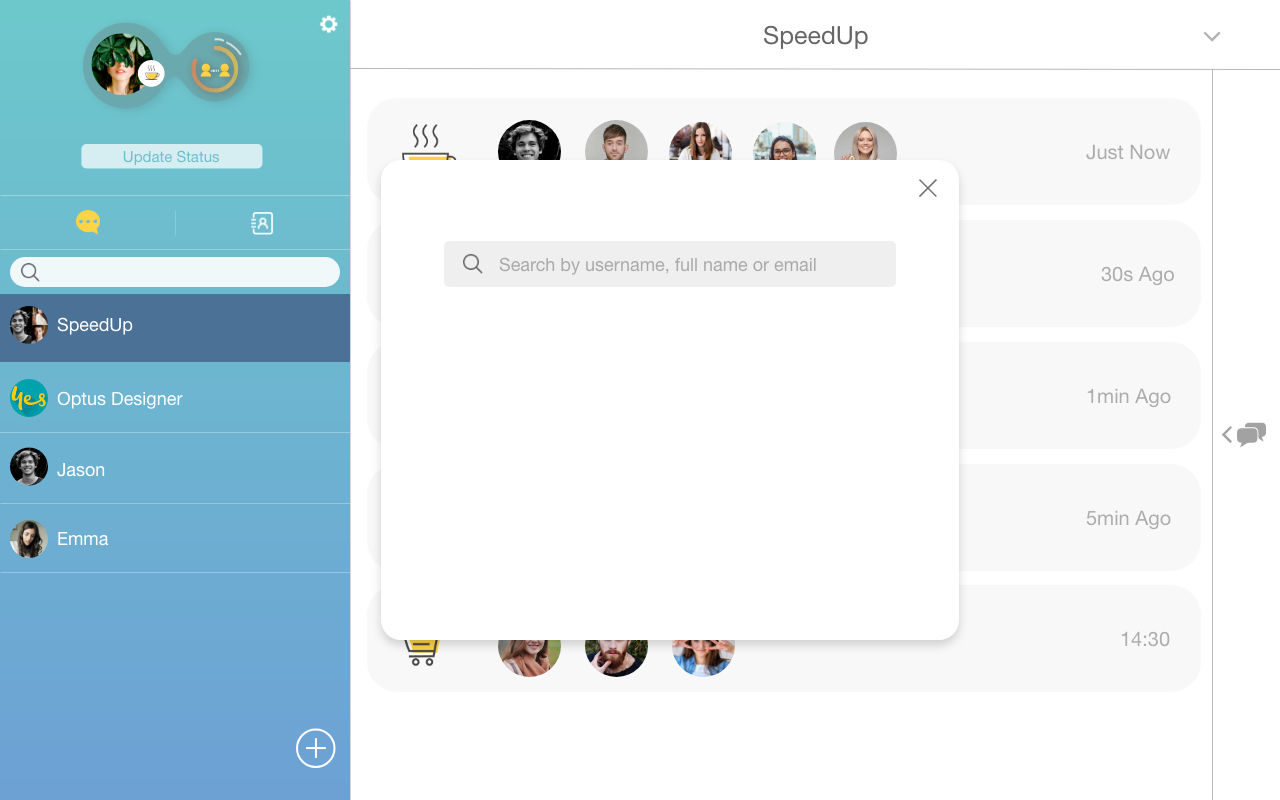 SpeedUp
Update Status
Just Now
Search by username, full name or email
30s Ago
SpeedUp
yes
Optus Designer
1min Ago
Jason
5min Ago
Emma
14:30